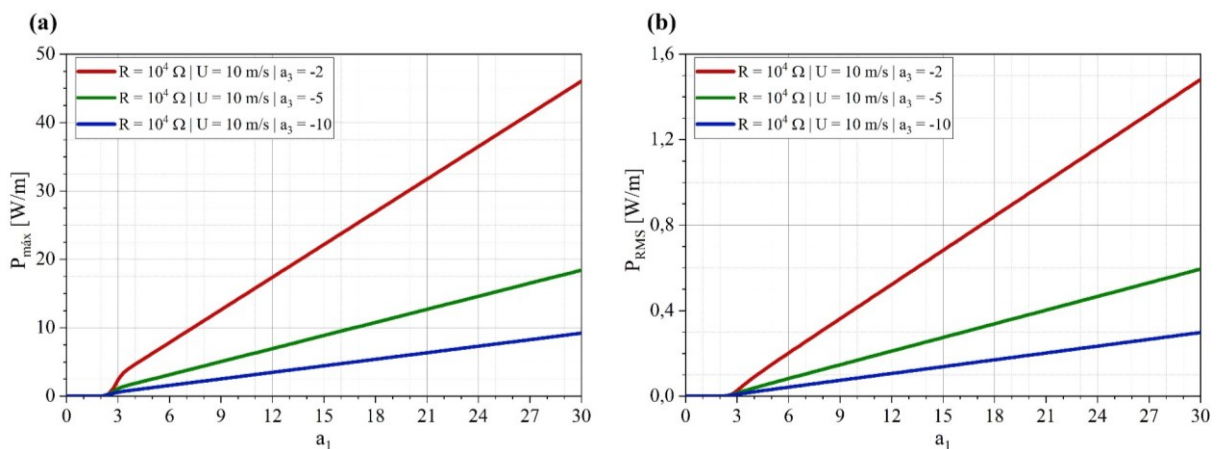 (a)
50
40
30
20
10
0
P_máx [W/m]
R = 10⁴ Ω | U = 10 m/s | a₃ = -2
R = 10⁴ Ω | U = 10 m/s | a₃ = -5
R = 10⁴ Ω | U = 10 m/s | a₃ = -10
0 3 6 9 12 15 18 21 24 27 30
a₁
(b)
1,6
1,2
0,8
0,4
0,0
P_RMS [W/m]
R = 10⁴ Ω | U = 10 m/s | a₃ = -2
R = 10⁴ Ω | U = 10 m/s | a₃ = -5
R = 10⁴ Ω | U = 10 m/s | a₃ = -10
0 3 6 9 12 15 18 21 24 27 30
a₁